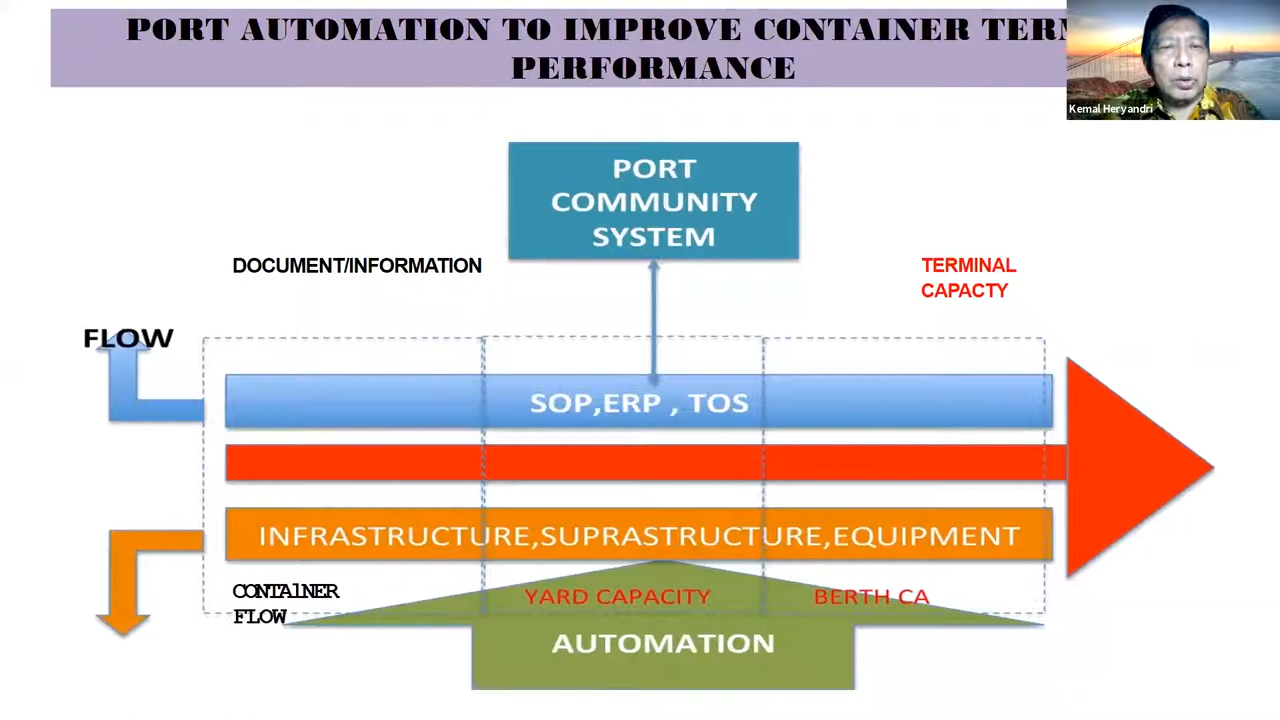 PORT AUTOMATION TO IMPROVE CONTAINER TERM
PERFORMANCE
Kemal Heryandri
PORT
COMMUNITY
SYSTEM
DOCUMENT/INFORMATION
TERMINAL
CAPACTY
FLOW
SOP,ERP , TOS
INFRASTRUCTURE,SUPRASTRUCTURE,EQUIPMENT
CONTAlNER
FLOW
YARD CAPACITY
BERTH CA
AUTOMATION